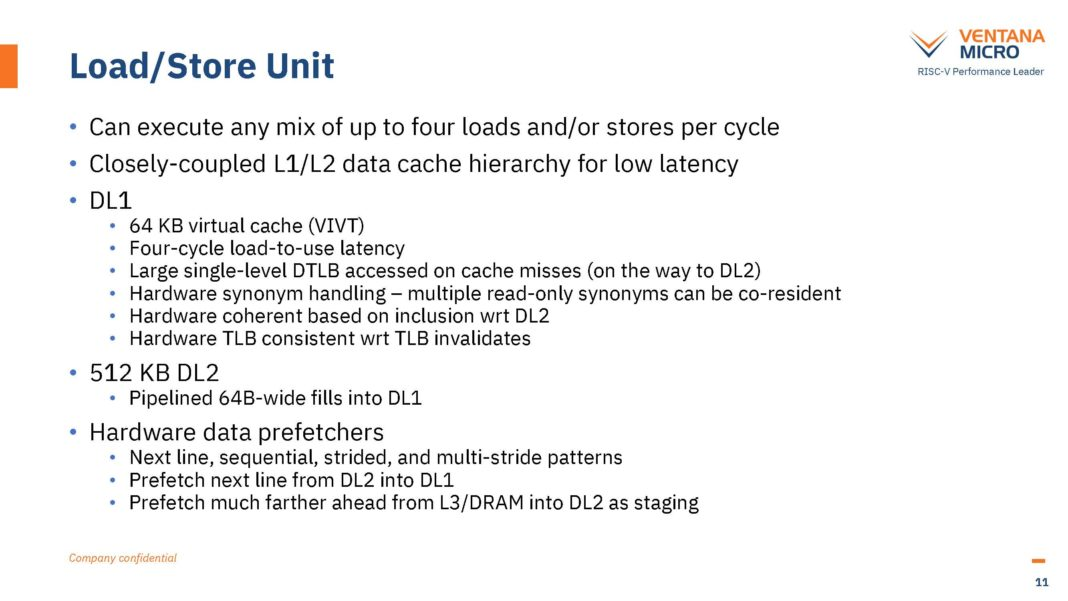 VENTANA
MICRO
RISC-V Performance Leader
Load/Store Unit
• Can execute any mix of up to four loads and/or stores per cycle
• Closely-coupled L1/L2 data cache hierarchy for low latency
• DL1
• 64 KB virtual cache (VIVT)
• Four-cycle load-to-use latency
• Large single-level DTLB accessed on cache misses (on the way to DL2)
• Hardware synonym handling – multiple read-only synonyms can be co-resident
• Hardware coherent based on inclusion wrt DL2
• Hardware TLB consistent wrt TLB invalidates
• 512 KB DL2
• Pipelined 64B-wide fills into DL1
• Hardware data prefetchers
• Next line, sequential, strided, and multi-stride patterns
• Prefetch next line from DL2 into DL1
• Prefetch much farther ahead from L3/DRAM into DL2 as staging
Company confidential
11